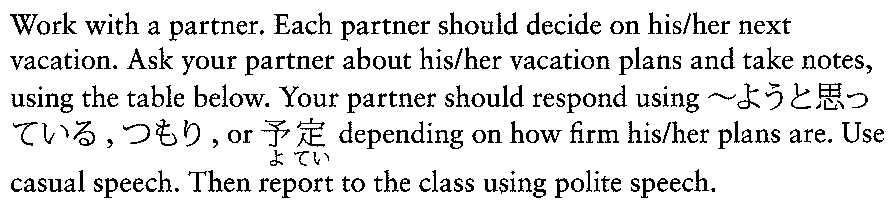 Work with a partner. Each partner should decide on his/her next
vacation. Ask your partner about his/her vacation plans and take notes,
using the table below. Your partner should respond using 〜ようと思っ
ている, つもり, or 予定 depending on how firm his/her plans are. Use
よてい
casual speech. Then report to the class using polite speech.